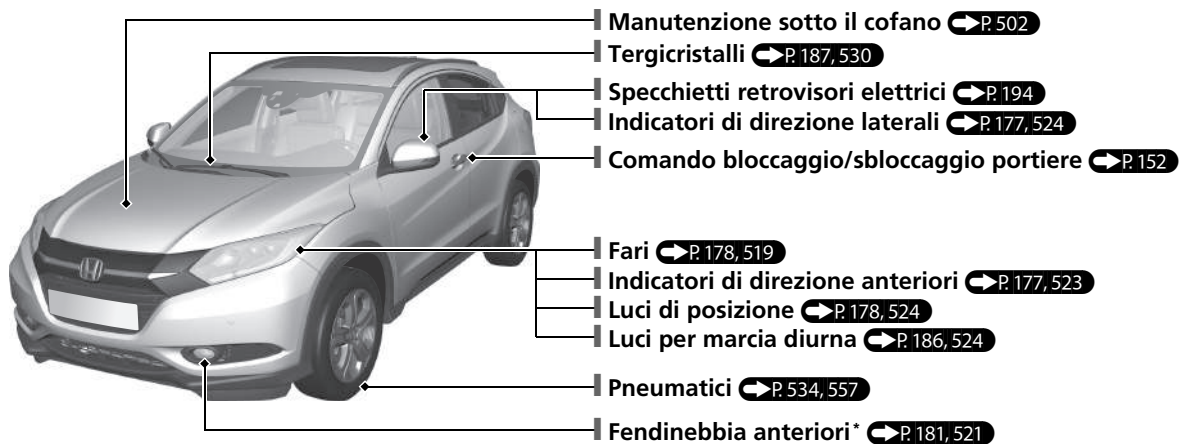 Manutenzione sotto il cofano P. 502
Tergicristalli P. 187, 530
Specchietti retrovisori elettrici P. 194
Indicatori di direzione laterali P. 177, 524
Comando bloccaggio/sbloccaggio portiere P. 152
Fari P. 178, 519
Indicatori di direzione anteriori P. 177, 523
Luci di posizione P. 178, 524
Luci per marcia diurna P. 186, 524
Pneumatici P. 534, 557
Fendinebbia anteriori* P. 181, 521